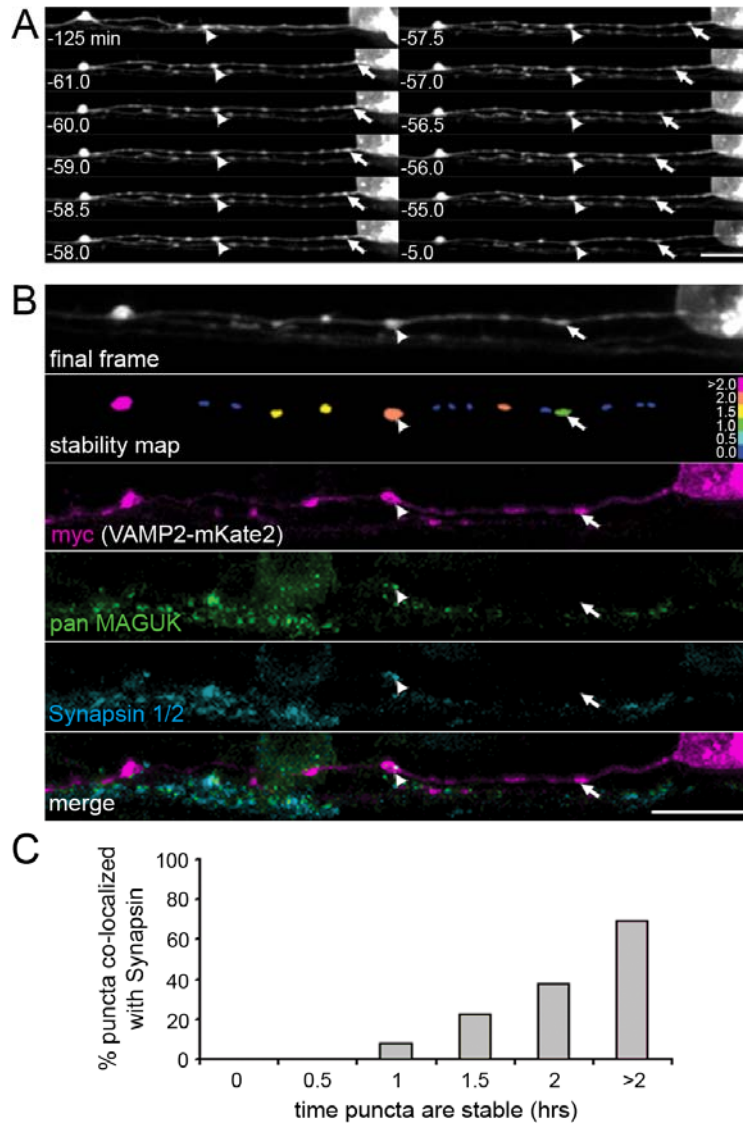 A
-125 min
-61.0
-60.0
-59.0
-58.5
-58.0
-57.5
-57.0
-56.5
-56.0
-55.0
-5.0
B
final frame
stability map
>2.0
2.0
1.5
1.0
0.5
0.0
myc (VAMP2-mKate2)
pan MAGUK
Synapsin 1/2
merge
C
% puncta co-localized
with Synapsin
100
80
60
40
20
0
0 0.5 1 1.5 2 >2
time puncta are stable (hrs)